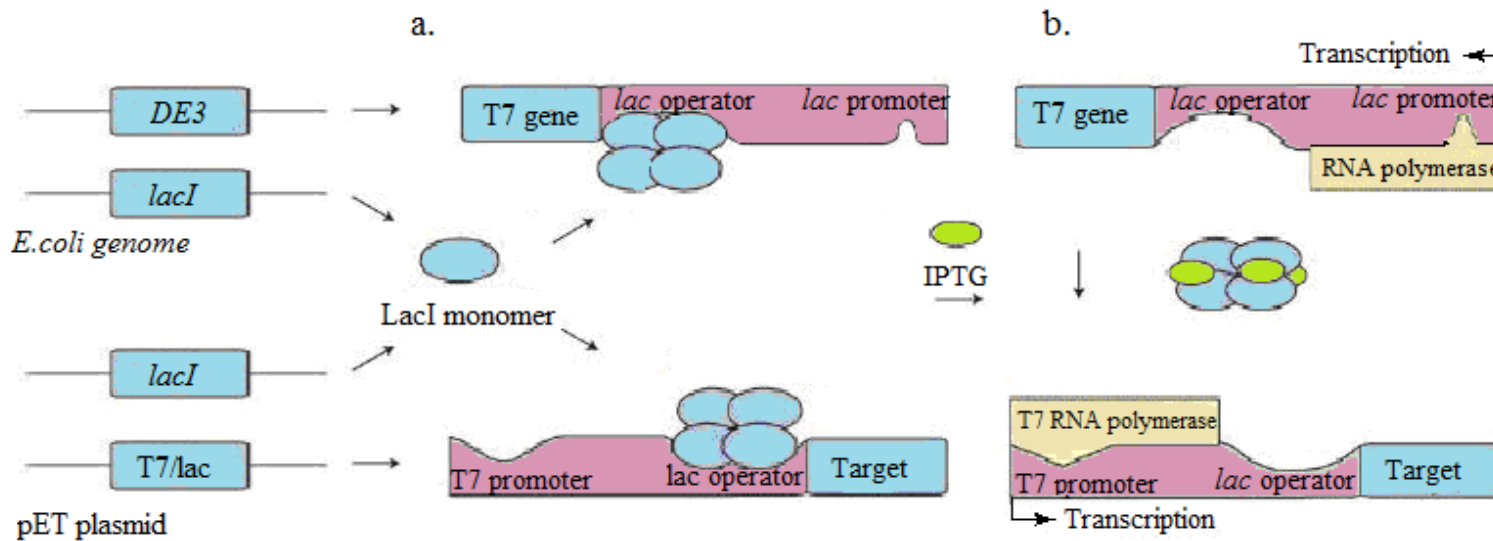 a.
b.
Transcription
DE3
T7 gene
lac operator
lac promoter
T7 gene
lac operator
lac promoter
RNA polymerase
lacI
E.coli genome
IPTG
LacI monomer
lacI
T7 RNA polymerase
T7/lac
T7 promoter
lac operator
Target
T7 promoter
lac operator
Target
pET plasmid
Transcription